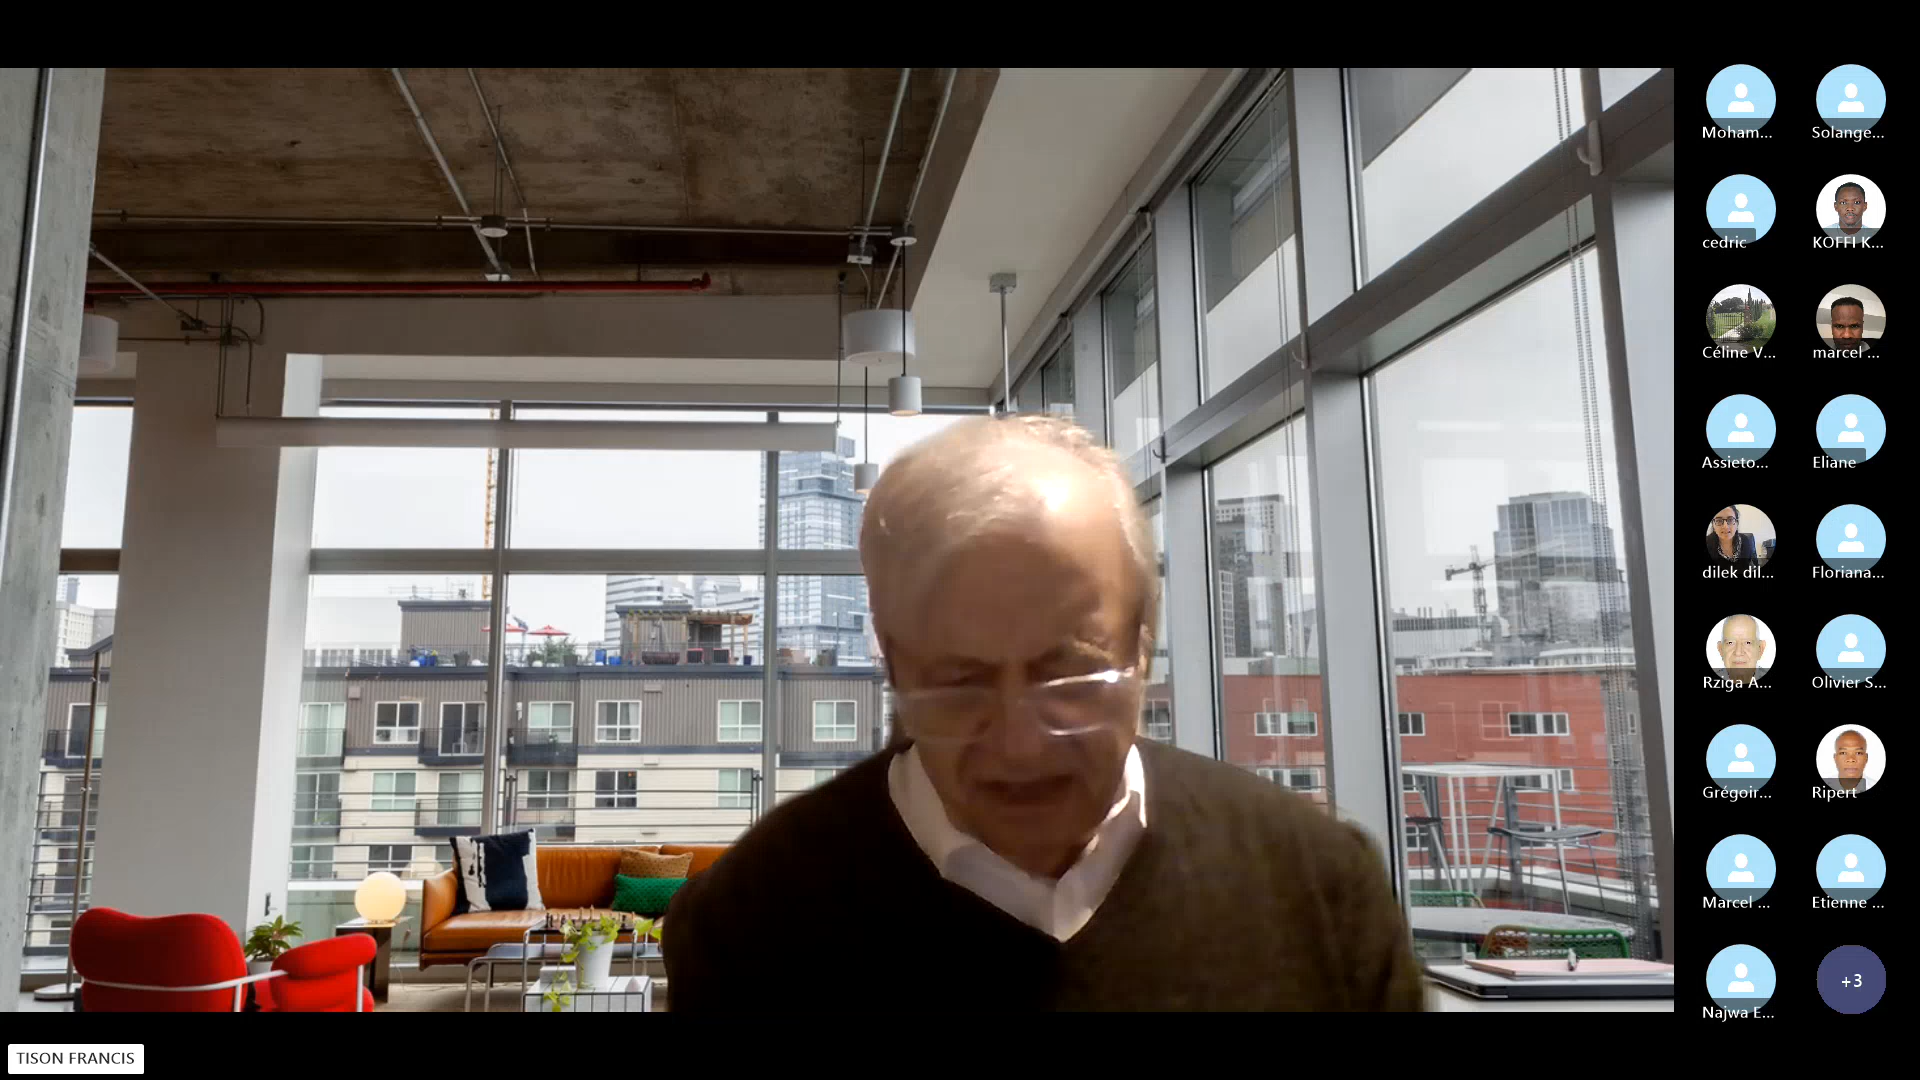 Moham...
Solange...
cedric
KOFFI K...
Céline V...
marcel ...
Assieto...
Eliane
dilek dil...
Floriana...
Rziga A...
Olivier S...
Grégoir...
Ripert
Marcel ...
Etienne ...
Najwa E...
+3
TISON FRANCIS